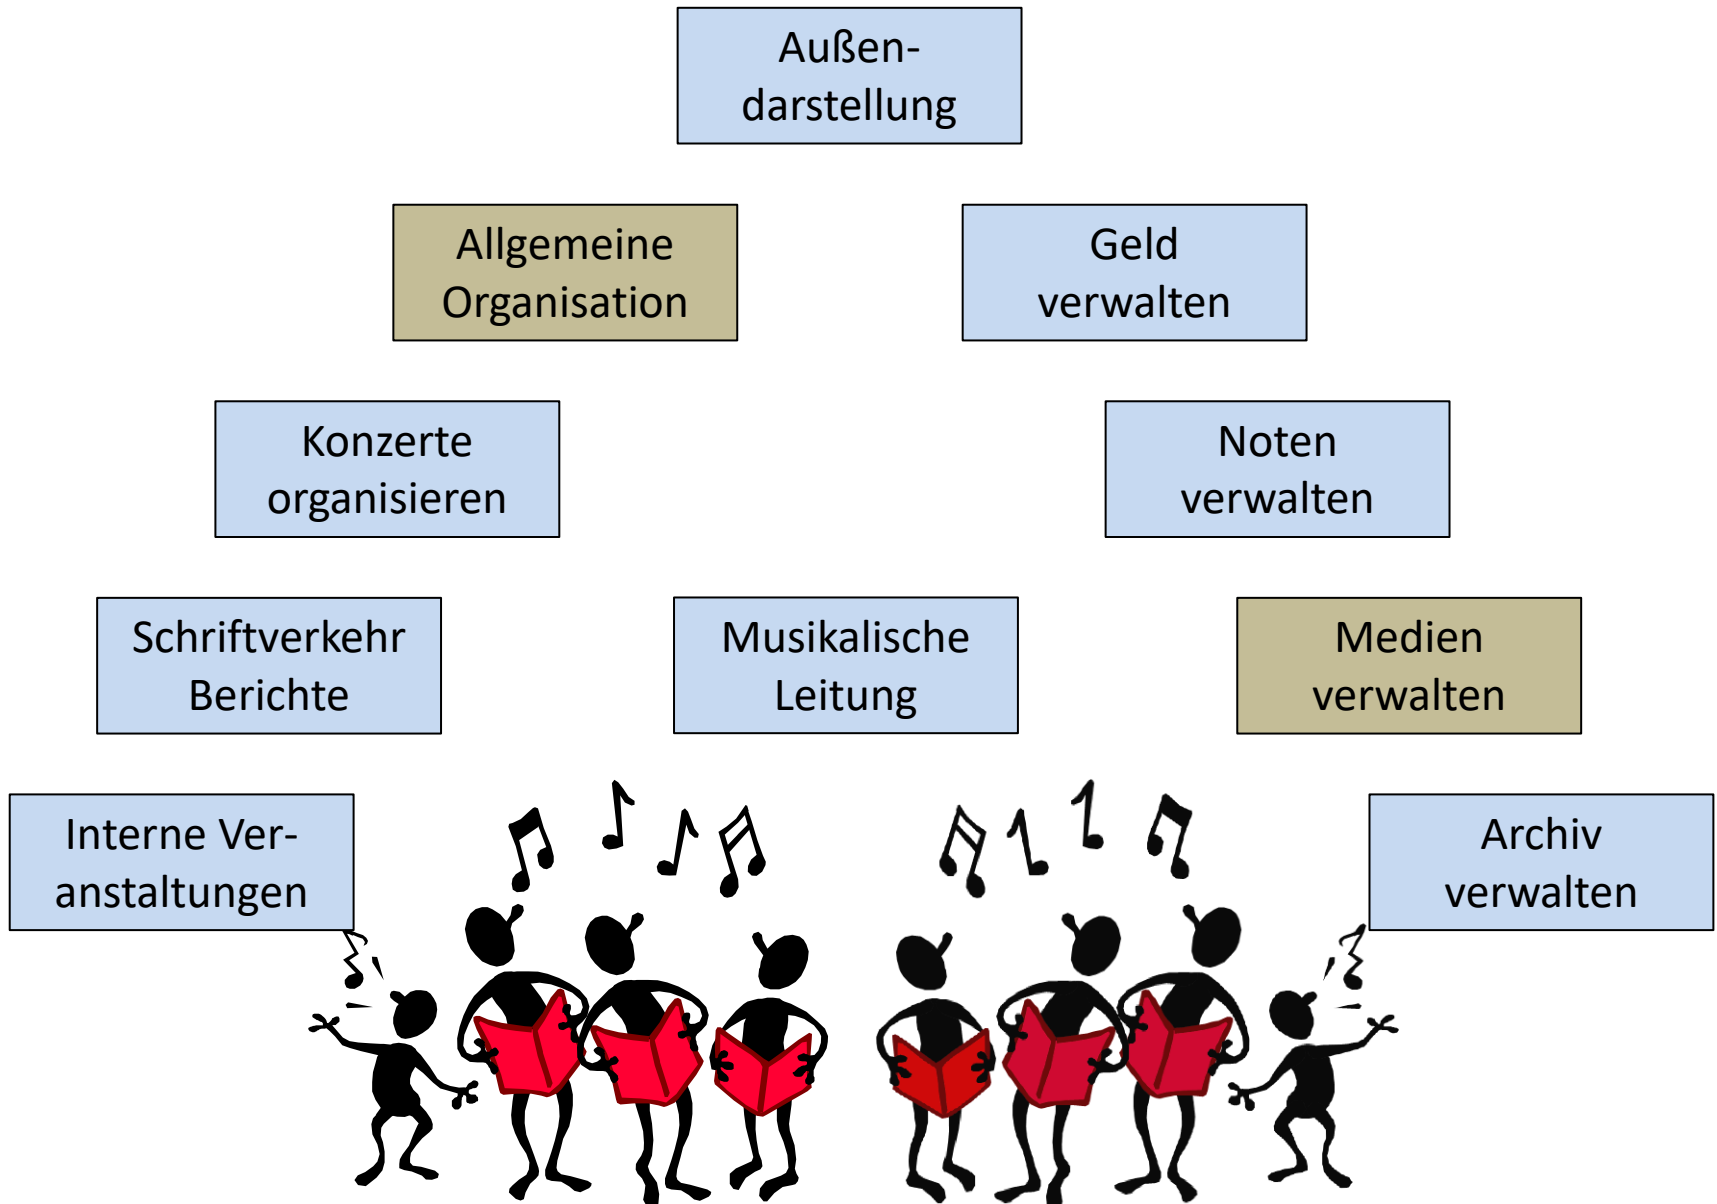 Außen-
darstellung
Allgemeine
Organisation
Geld
verwalten
Konzerte
organisieren
Noten
verwalten
Schriftverkehr
Berichte
Musikalische
Leitung
Medien
verwalten
Interne Ver-
anstaltungen
Archiv
verwalten